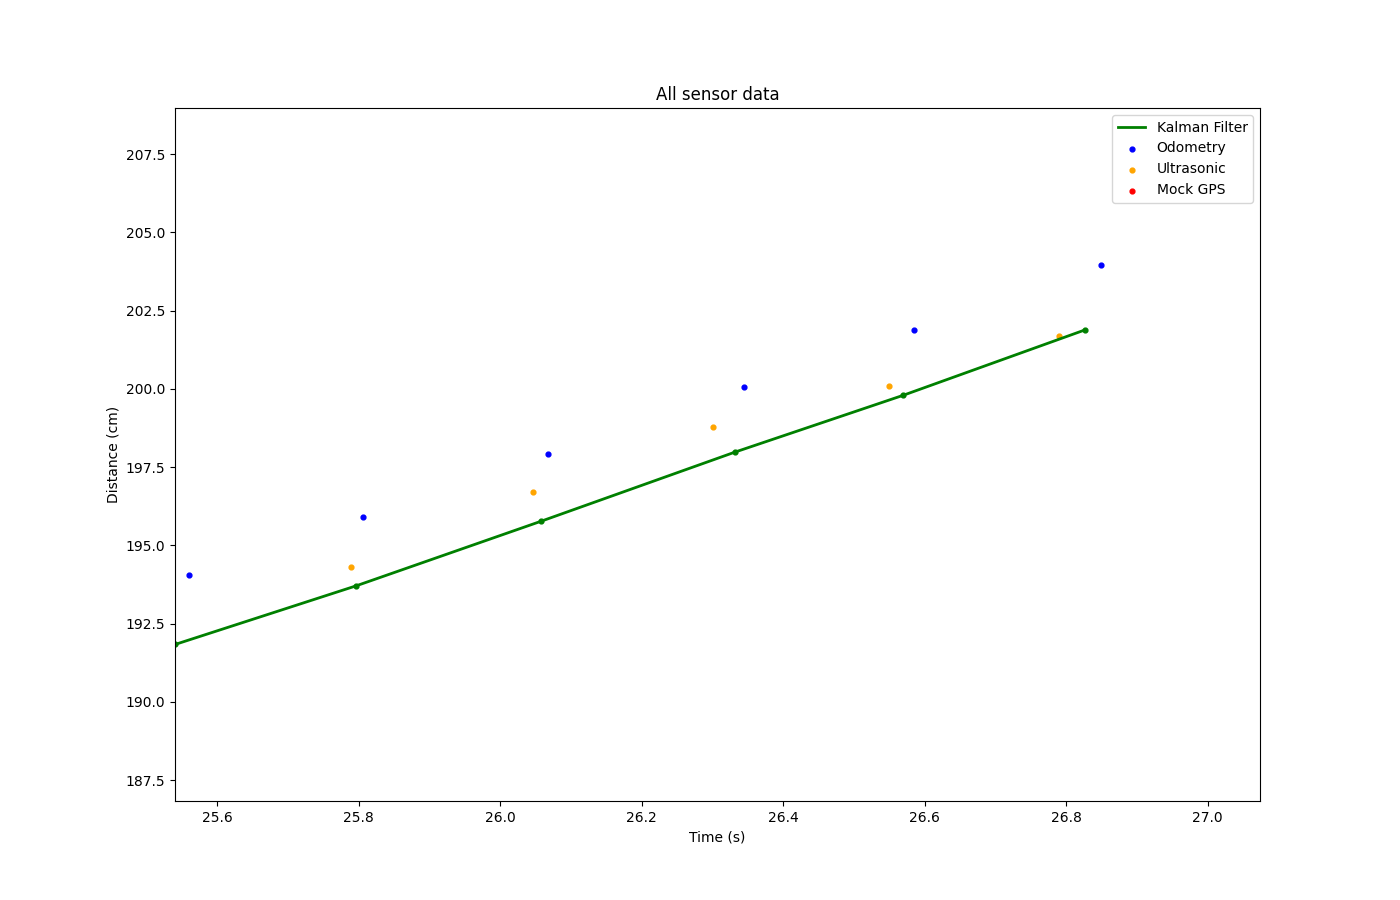 All sensor data
Kalman Filter
Odometry
Ultrasonic
Mock GPS
207.5
205.0
202.5
200.0
197.5
195.0
192.5
190.0
187.5
Distance (cm)
25.6 25.8 26.0 26.2 26.4 26.6 26.8 27.0
Time (s)